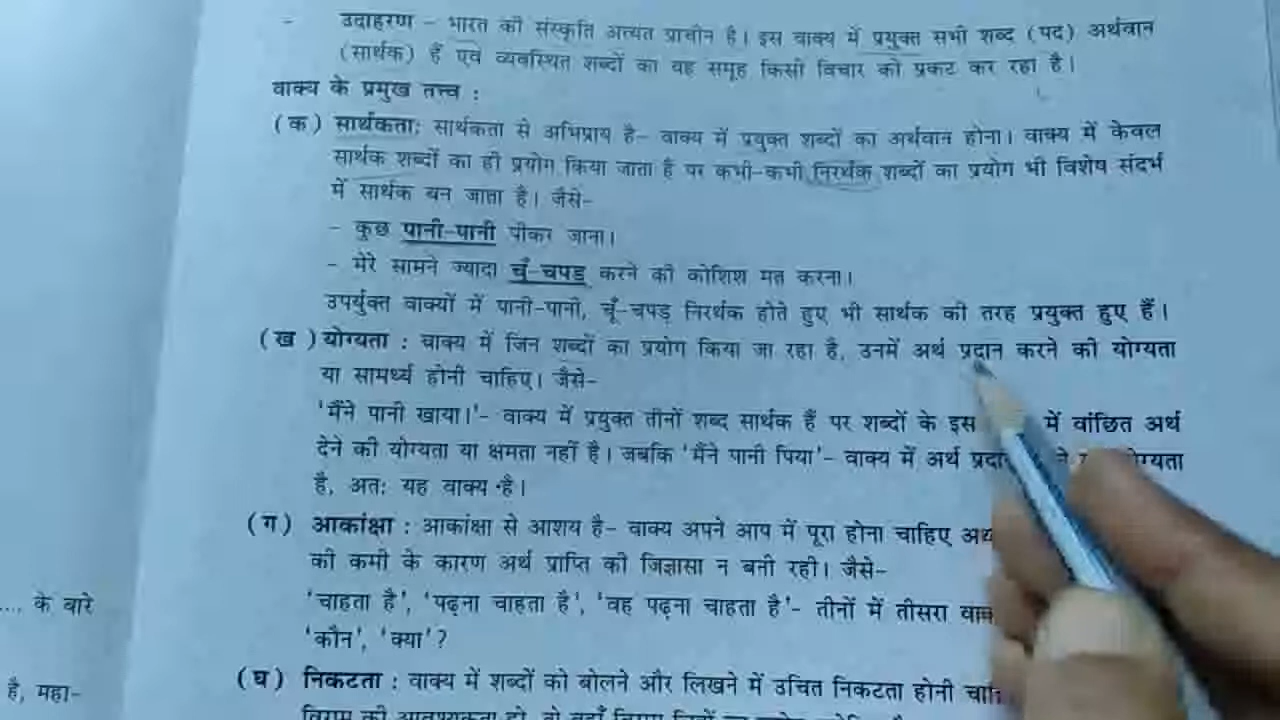 - उदाहरण - भारत की संस्कृति अत्यंत प्राचीन है। इस वाक्य में प्रयुक्त सभी शब्द (पद) अर्थवान
(सार्थक) हैं एवं व्यवस्थित शब्दों का यह समूह किसी विचार को प्रकट कर रहा है।
वाक्य के प्रमुख तत्त्व :
(क) सार्थकता: सार्थकता से अभिप्राय है- वाक्य में प्रयुक्त शब्दों का अर्थवान होना। वाक्य में केवल
सार्थक शब्दों का ही प्रयोग किया जाता है पर कभी-कभी निरर्थक शब्दों का प्रयोग भी विशेष संदर्भ
में सार्थक बन जाता है। जैसे-
- कुछ पानी-पानी पीकर जाना।
- मेरे सामने ज्यादा चूँ-चपड़ करने की कोशिश मत करना।
उपर्युक्त वाक्यों में पानी-पानी, चूँ-चपड़ निरर्थक होते हुए भी सार्थक की तरह प्रयुक्त हुए हैं।
(ख) योग्यता : वाक्य में जिन शब्दों का प्रयोग किया जा रहा है, उनमें अर्थ प्रदान करने की योग्यता
या सामर्थ्य होनी चाहिए। जैसे-
'मैंने पानी खाया।'- वाक्य में प्रयुक्त तीनों शब्द सार्थक हैं पर शब्दों के इस में वांछित अर्थ
देने की योग्यता या क्षमता नहीं है। जबकि 'मैंने पानी पिया'- वाक्य में अर्थ
है, अतः यह वाक्य है।
(ग) आकांक्षा : आकांक्षा से आशय है- वाक्य अपने आप में पूरा होना चाहिए
की कमी के कारण अर्थ प्राप्ति की जिज्ञासा न बनी रही। जैसे-
'चाहता है', 'पढ़ना चाहता है', 'वह पढ़ना चाहता है'- तीनों में तीसरा
'कौन', 'क्या'?
(घ) निकटता : वाक्य में शब्दों को बोलने और लिखने में उचित निकटता होनी
.... के बारे
है, महा-